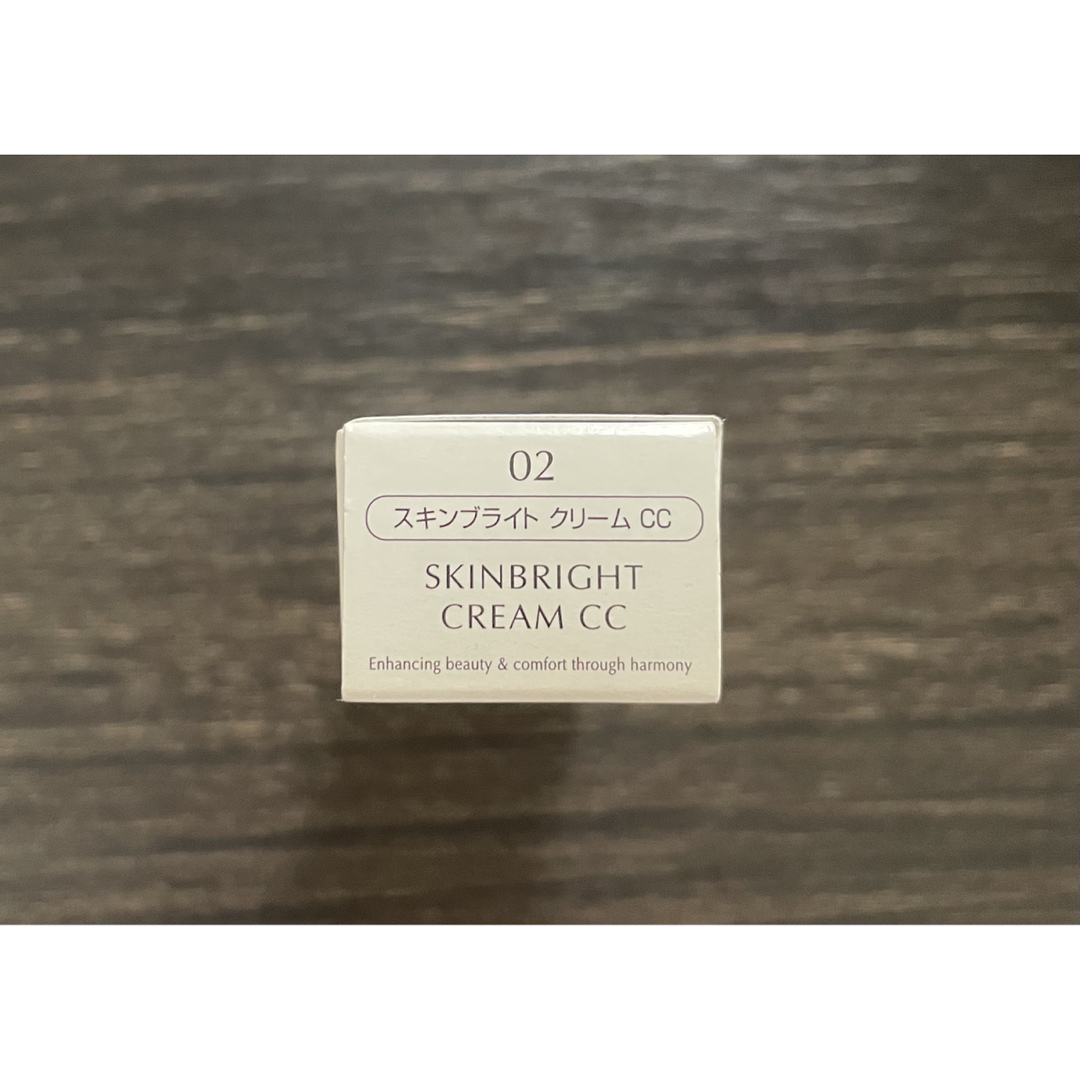 02
スキンブライト クリーム CC
SKINBRIGHT
CREAM CC
Enhancing beauty & comfort through harmony